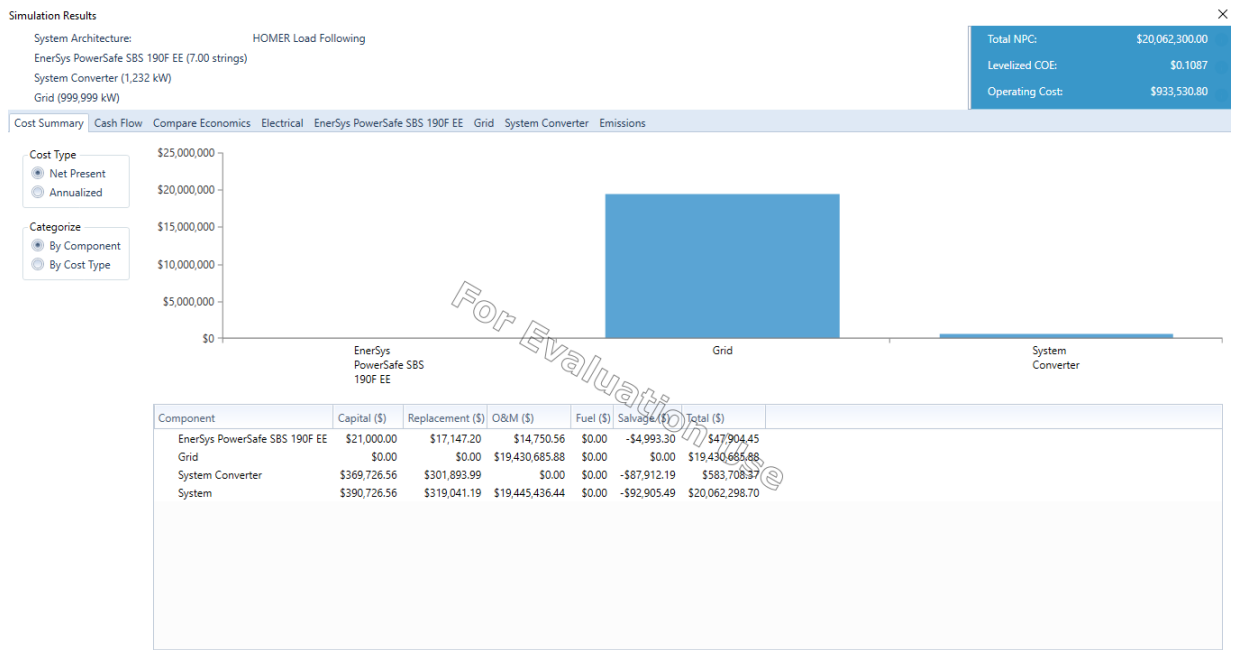 Simulation Results
System Architecture: HOMER Load Following
EnerSys PowerSafe SBS 190F EE (7.00 strings)
System Converter (1,232 kW)
Grid (999,999 kW)
Total NPC: $20,062,300.00
Levelized COE: $0.1087
Operating Cost: $933,530.80
Cost Summary Cash Flow Compare Economics Electrical EnerSys PowerSafe SBS 190F EE Grid System Converter Emissions
Cost Type
Net Present
Annualized
Categorize
By Component
By Cost Type
$25,000,000
$20,000,000
$15,000,000
$10,000,000
$5,000,000
$0
EnerSys
PowerSafe SBS
190F EE
Grid
System
Converter
For Evaluation Use
Component Capital ($) Replacement ($) O&M ($) Fuel ($) Salvage ($) Total ($)
EnerSys PowerSafe SBS 190F EE $21,000.00 $17,147.20 $14,750.56 $0.00 -$4,993.30 $47,904.45
Grid $0.00 $0.00 $19,430,685.88 $0.00 $0.00 $19,430,685.88
System Converter $369,726.56 $301,893.99 $0.00 $0.00 -$87,912.19 $583,708.37
System $390,726.56 $319,041.19 $19,445,436.44 $0.00 -$92,905.49 $20,062,298.70